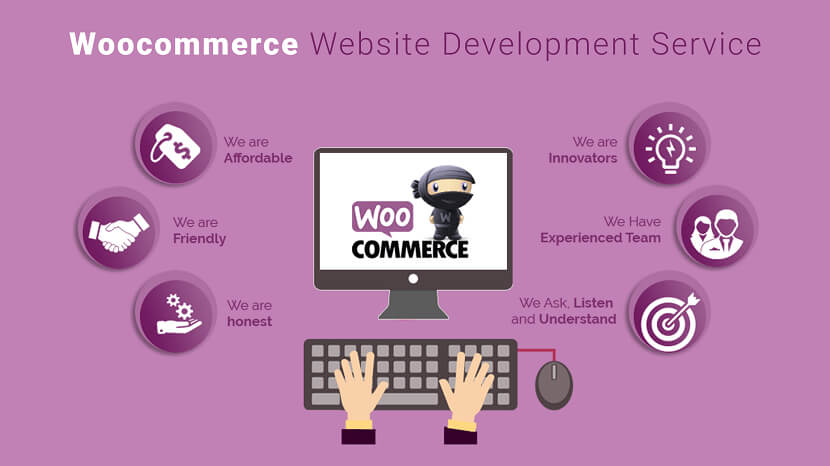 Woocommerce Website Development Service
We are
Affordable
We are
Friendly
We are
honest
WOO
COMMERCE
W
We are
Innovators
We Have
Experienced Team
We Ask, Listen
and Understand